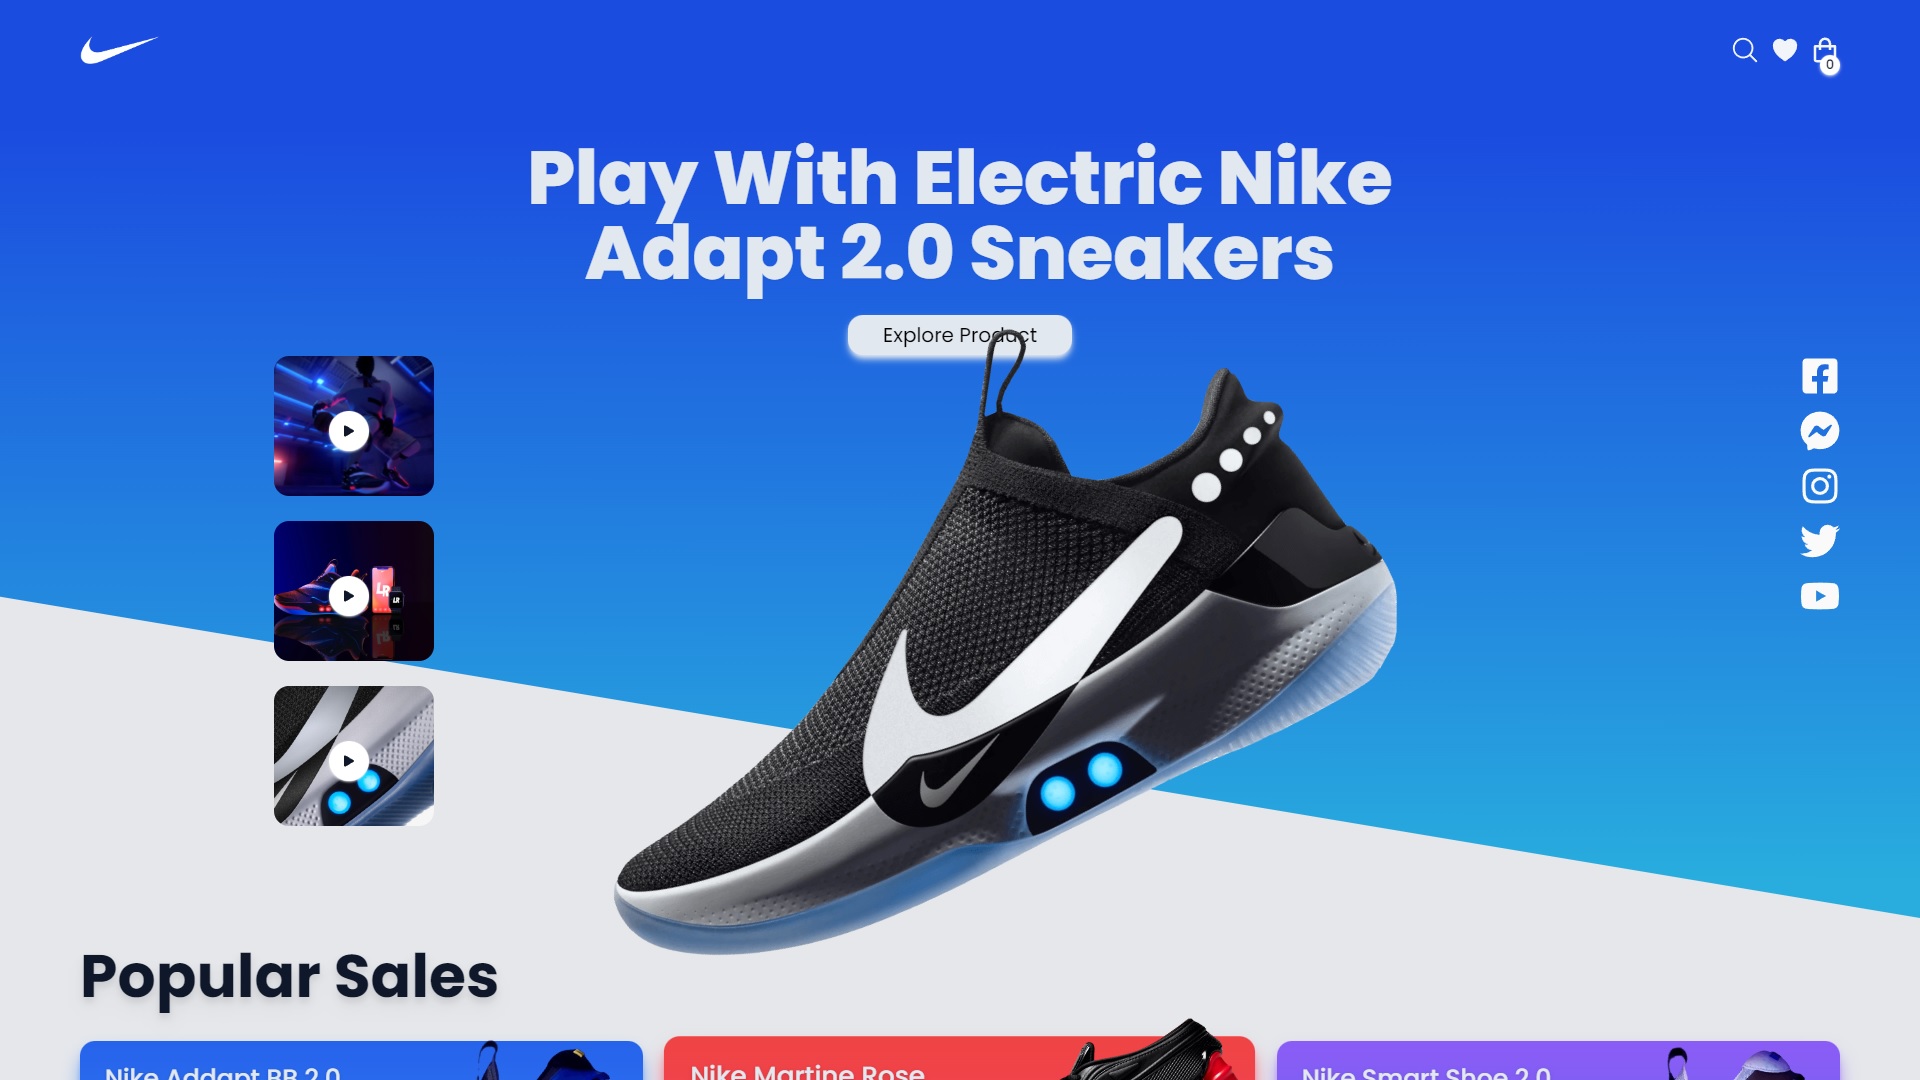 0
Play With Electric Nike
Adapt 2.0 Sneakers
Explore Product
Popular Sales
Nike Addapt BB 2.0
Nike Martine Rose
Nike Smart Shoe 2.0